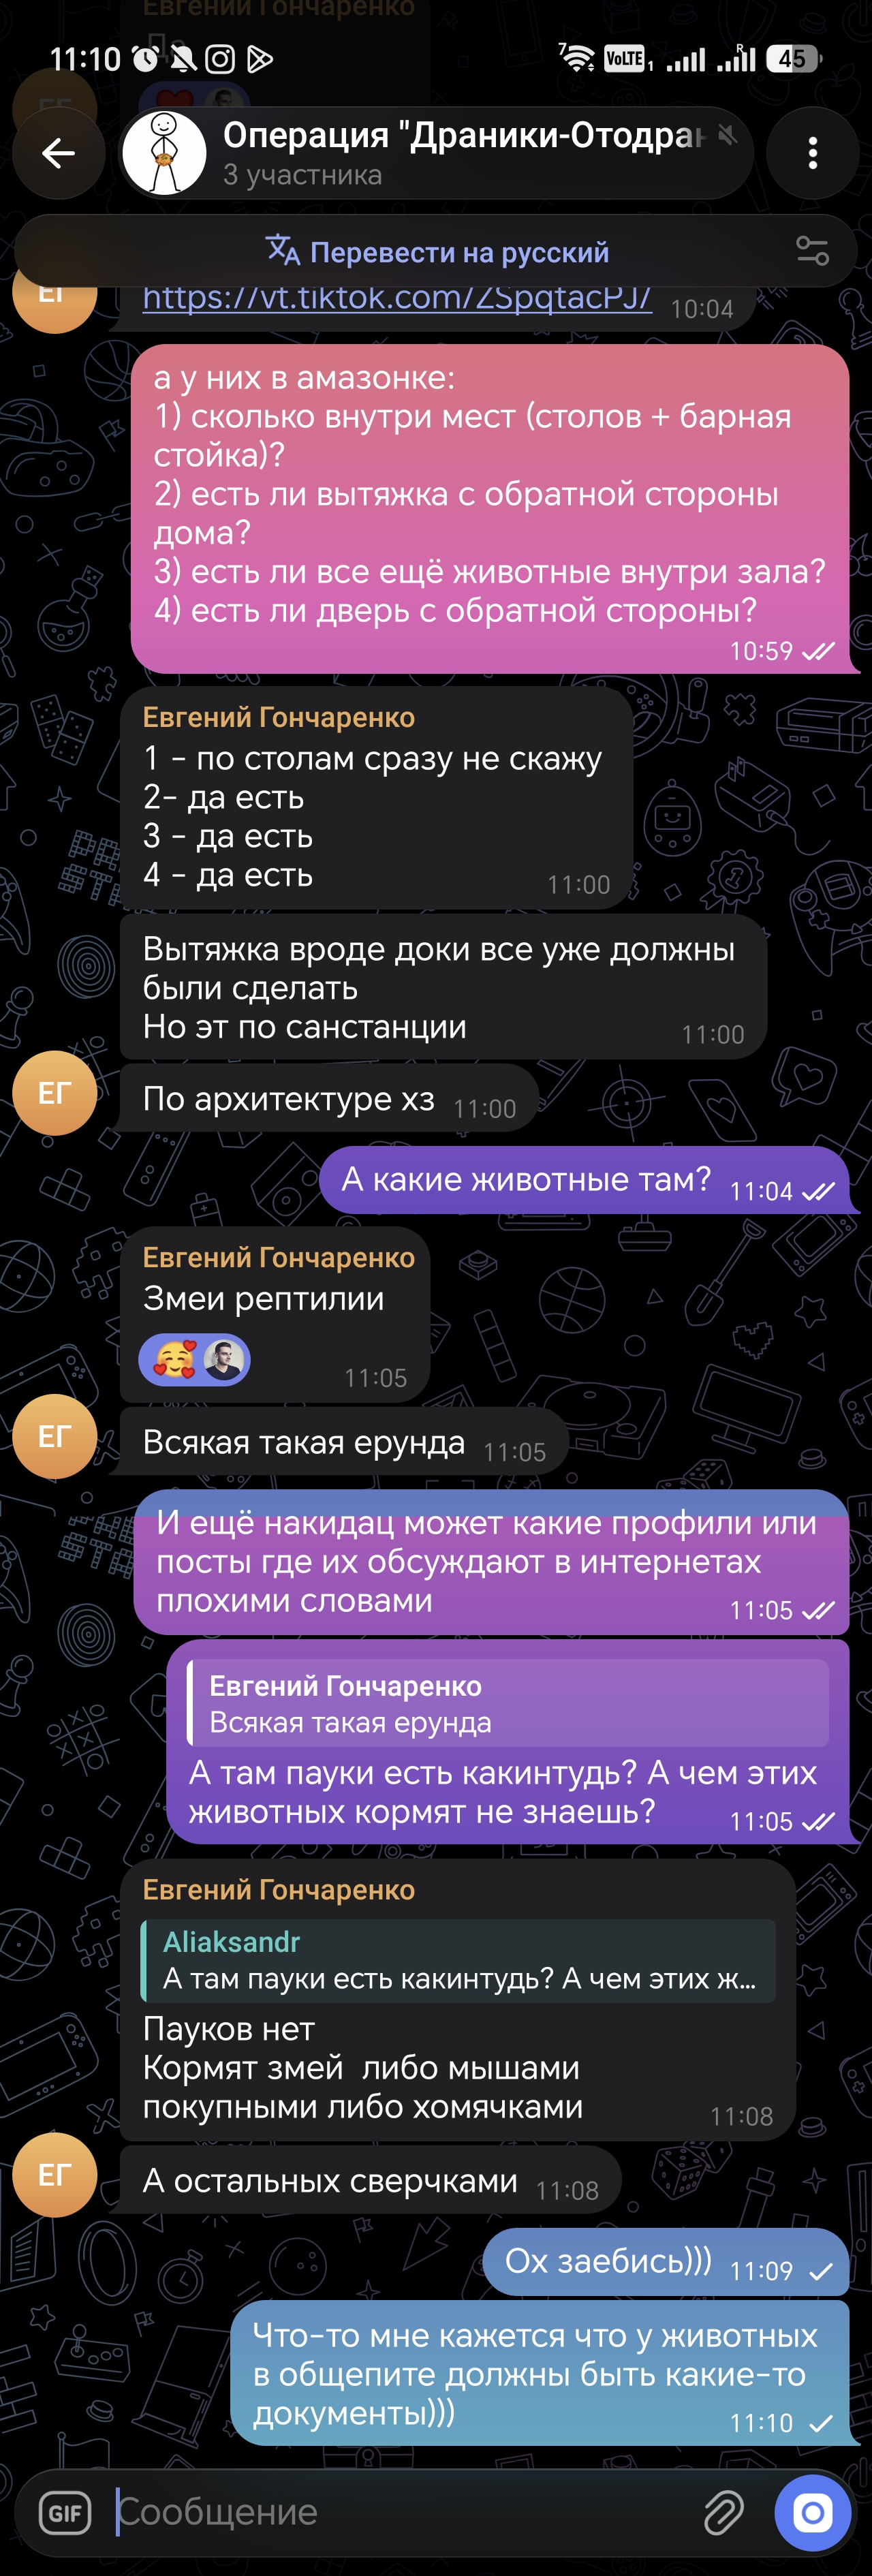 Евгений Гончаренко
11:10
7
VoLTE 1
R
45
Операция "Драники-Отодран
3 участника
Перевести на русский
ЕГ
https://vt.tiktok.com/ZSpqtacPJ/ 10:04
а у них в амазонке:
1) сколько внутри мест (столов + барная
стойка)?
2) есть ли вытяжка с обратной стороны
дома?
3) есть ли все ещё животные внутри зала?
4) есть ли дверь с обратной стороны?
10:59
Евгений Гончаренко
1 - по столам сразу не скажу
2- да есть
3 - да есть
4 - да есть
11:00
Вытяжка вроде доки все уже должны
были сделать
Но эт по санстанции
11:00
ЕГ
По архитектуре хз 11:00
А какие животные там? 11:04
Евгений Гончаренко
Змеи рептилии
11:05
ЕГ
Всякая такая ерунда 11:05
И ещё накидац может какие профили или
посты где их обсуждают в интернетах
плохими словами
11:05
Евгений Гончаренко
Всякая такая ерунда
А там пауки есть какинтудь? А чем этих
животных кормят не знаешь?
11:05
Евгений Гончаренко
Aliaksandr
А там пауки есть какинтудь? А чем этих ж...
Пауков нет
Кормят змей  либо мышами
покупными либо хомячками
11:08
ЕГ
А остальных сверчками 11:08
Ох заебись))) 11:09
Что-то мне кажется что у животных
в общепите должны быть какие-то
документы)))
11:10
GIF
Сообщение